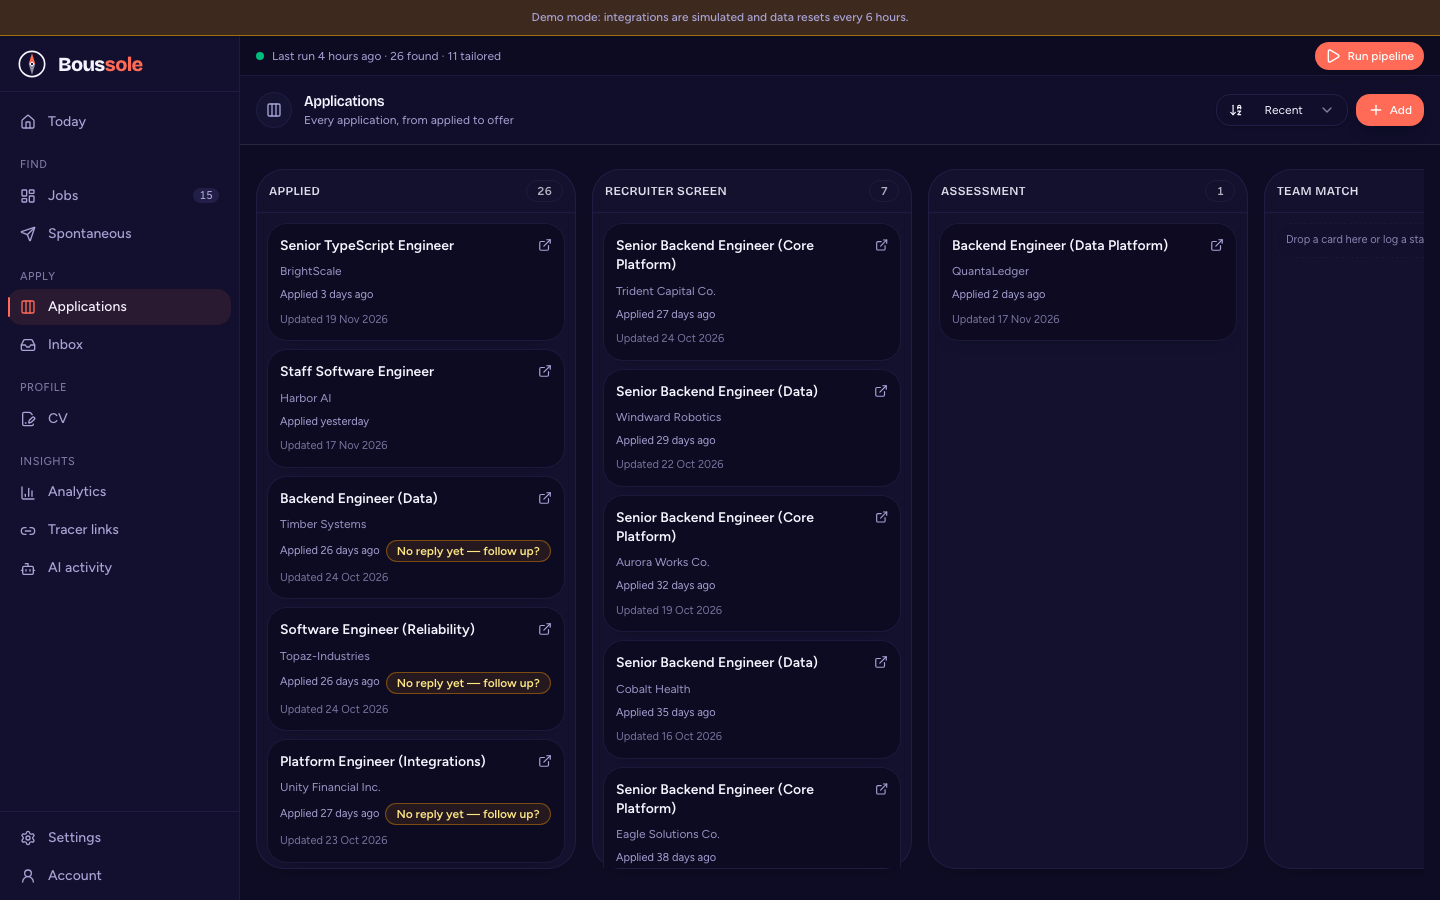 Demo mode: integrations are simulated and data resets every 6 hours.
Boussole
Today
FIND
Jobs
15
Spontaneous
APPLY
Applications
Inbox
PROFILE
CV
INSIGHTS
Analytics
Tracer links
AI activity
Settings
Account
Last run 4 hours ago · 26 found · 11 tailored
Run pipeline
Applications
Every application, from applied to offer
Recent
Add
APPLIED
26
Senior TypeScript Engineer
BrightScale
Applied 3 days ago
Updated 19 Nov 2026
Staff Software Engineer
Harbor AI
Applied yesterday
Updated 17 Nov 2026
Backend Engineer (Data)
Timber Systems
Applied 26 days ago
No reply yet — follow up?
Updated 24 Oct 2026
Software Engineer (Reliability)
Topaz-Industries
Applied 26 days ago
No reply yet — follow up?
Updated 24 Oct 2026
Platform Engineer (Integrations)
Unity Financial Inc.
Applied 27 days ago
No reply yet — follow up?
Updated 23 Oct 2026
RECRUITER SCREEN
7
Senior Backend Engineer (Core
Platform)
Trident Capital Co.
Applied 27 days ago
Updated 24 Oct 2026
Senior Backend Engineer (Data)
Windward Robotics
Applied 29 days ago
Updated 22 Oct 2026
Senior Backend Engineer (Core
Platform)
Aurora Works Co.
Applied 32 days ago
Updated 19 Oct 2026
Senior Backend Engineer (Data)
Cobalt Health
Applied 35 days ago
Updated 16 Oct 2026
Senior Backend Engineer (Core
Platform)
Eagle Solutions Co.
Applied 38 days ago
ASSESSMENT
1
Backend Engineer (Data Platform)
QuantaLedger
Applied 2 days ago
Updated 17 Nov 2026
TEAM MATCH
Drop a card here or log a sta